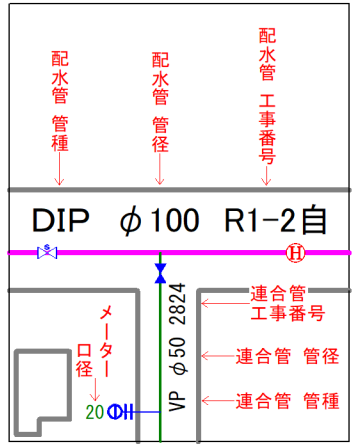 配水管 管種
配水管 管径
配水管 工事番号
DIP φ100 R1-2自
S
H
VP φ50 2824
連合管
工事番号
連合管 管径
連合管 管種
メーター
口径
20